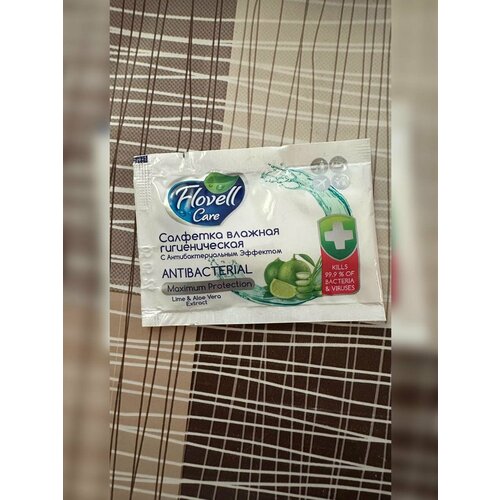 Flovell
Care
Салфетка влажная
гигиеническая
с Антибактериальным Эффектом
ANTIBACTERIAL
Maximum Protection
Lime & Aloe Vera
Extract
KILLS
99.9 % OF
BACTERIA
& VIRUSES